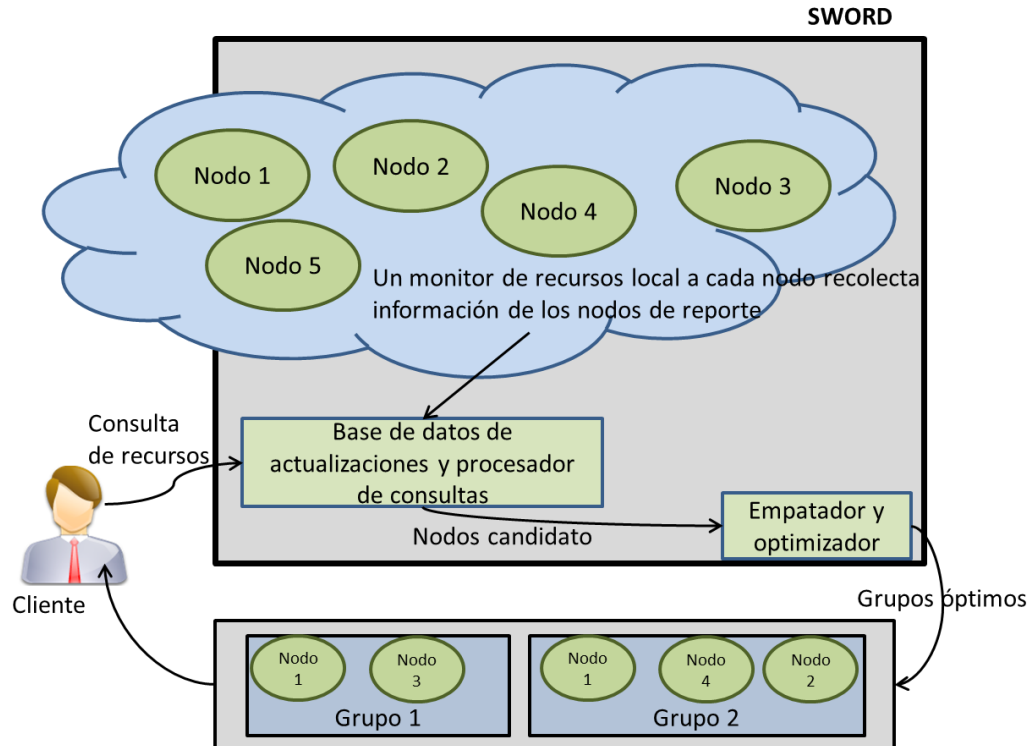 SWORD
Nodo 1
Nodo 2
Nodo 4
Nodo 3
Nodo 5
Un monitor de recursos local a cada nodo recolecta
información de los nodos de reporte
Consulta
de recursos
Base de datos de
actualizaciones y procesador
de consultas
Nodos candidato
Empatador y
optimizador
Cliente
Grupos óptimos
Nodo
1
Nodo
3
Grupo 1
Nodo
1
Nodo
4
Nodo
2
Grupo 2